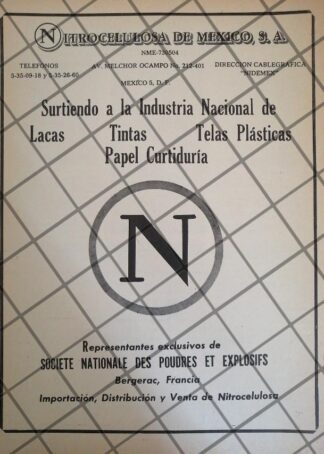 N ITROCELULOSA DE MEXICO, S. A.
NME-730504
TELEFONOS AV. MELCHOR OCAMPO No. 212-401 DIRECCION CABLEGRAFICA
5-35-09-18 y 5-35-26-60 "NIDEMEX"
MEXICO 5, D. F.
Surtiendo a la Industria Nacional de
Lacas Tintas Telas Plásticas
Papel Curtiduría
N
Representantes exclusivos de
SOCIETE NATIONALE DES POUDRES ET EXPLOSIFS
Bergerac, Francia
Importación, Distribución y Venta de Nitrocelulosa